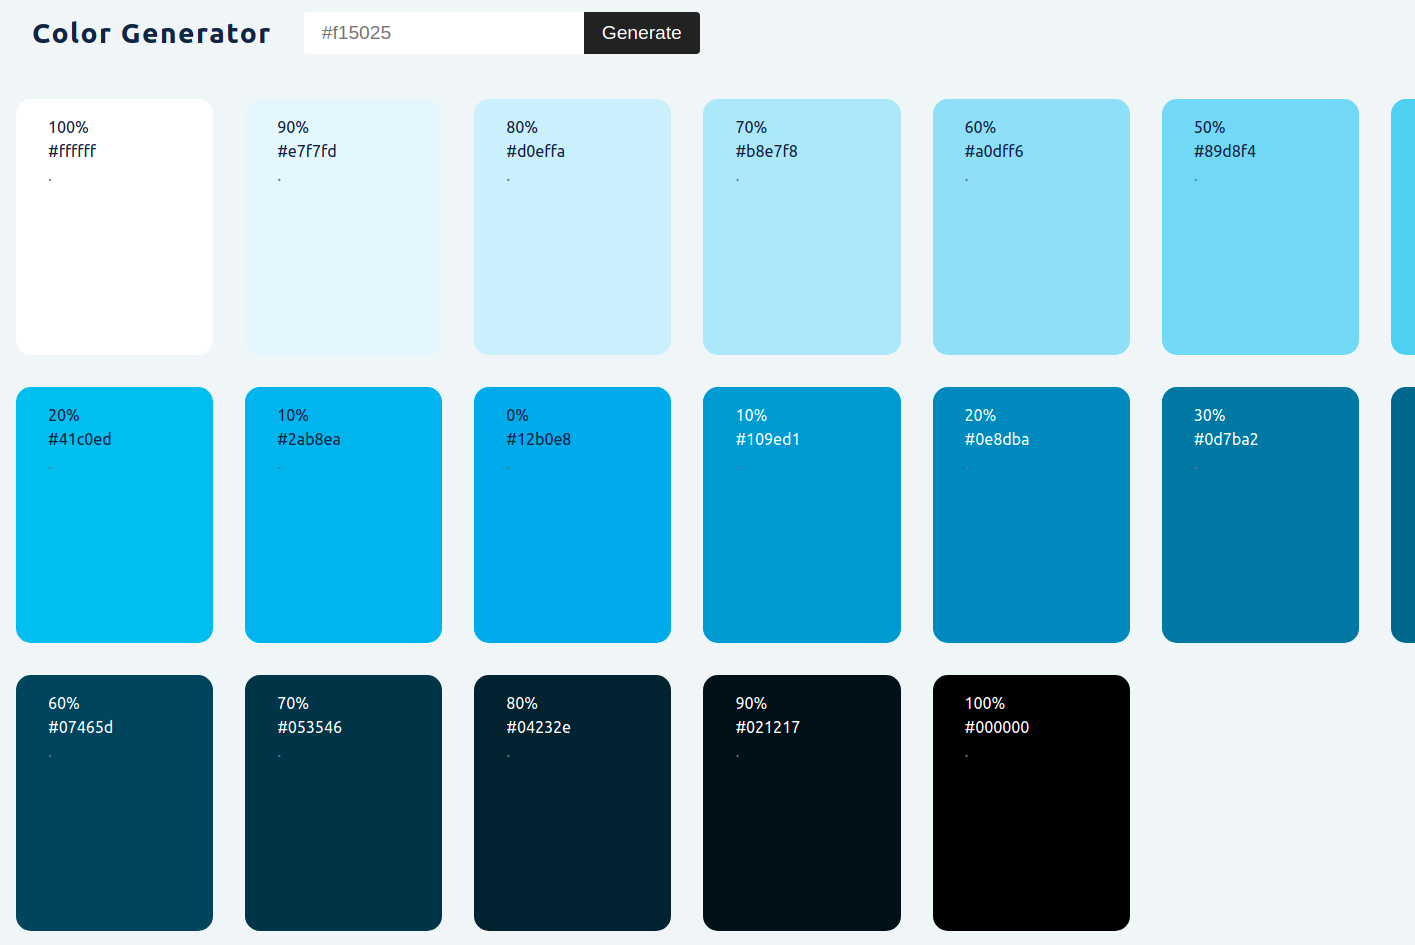 Color Generator
#f15025
Generate
100%
#ffffff
.
90%
#e7f7fd
.
80%
#d0effa
.
70%
#b8e7f8
.
60%
#a0dff6
.
50%
#89d8f4
.
20%
#41c0ed
.
10%
#2ab8ea
.
0%
#12b0e8
.
10%
#109ed1
20%
#0e8dba
.
30%
#0d7ba2
.
60%
#07465d
.
70%
#053546
.
80%
#04232e
.
90%
#021217
.
100%
#000000
.